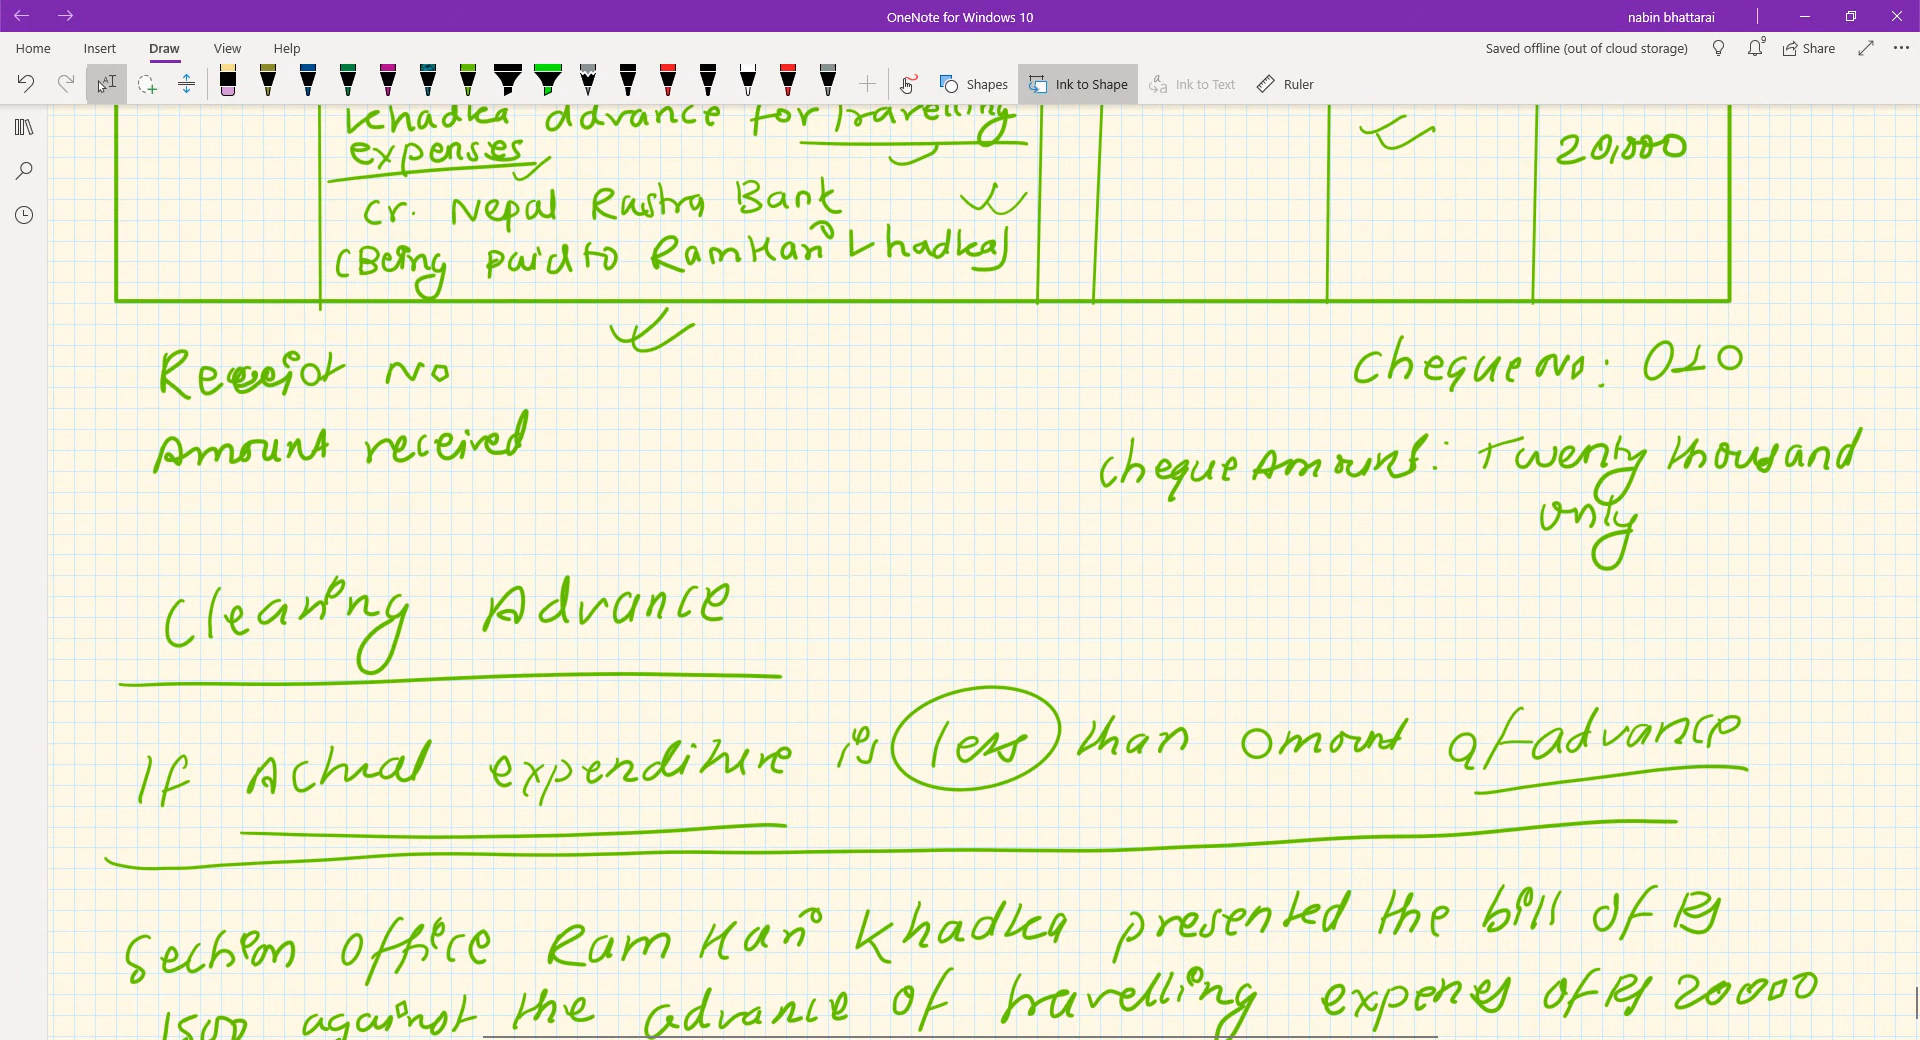 OneNote for Windows 10
nabin bhattarai
Home Insert Draw View Help
Saved offline (out of cloud storage)
9
Share
Shapes
Ink to Shape
Ink to Text
Ruler
Khadka advance for Travelling
expenses
20,000
Cr. Nepal Rastra Bank
(Being paid to Ram Hari Khadka)
Receipt No
Cheque No: 010
Amount received
Cheque Amount: Twenty thousand
only
Clearing Advance
If Actual expenditure is less than amount of advance
Section office Ram Hari Khadka presented the bill of Rs
against the advance of travelling expenses of Rs 20000